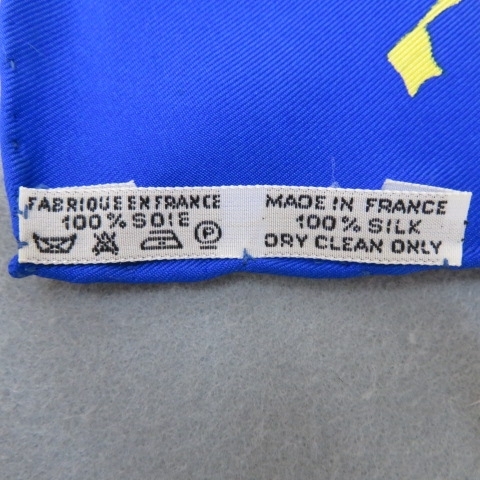 FABRIQUE EN FRANCE
100% SOIE
P
MADE IN FRANCE
100% SILK
DRY CLEAN ONLY